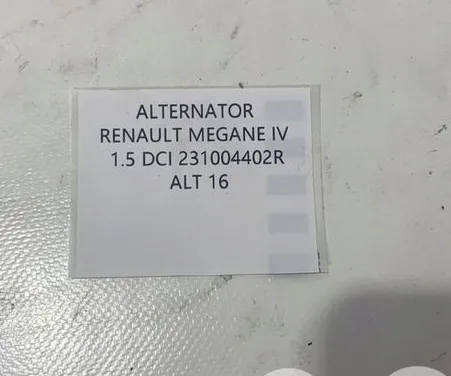 ALTERNATOR
RENAULT MEGANE IV
1.5 DCI 231004402R
ALT 16